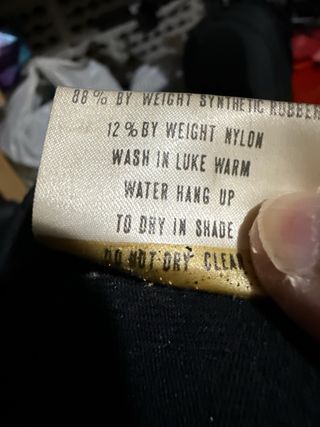 88% BY WEIGHT SYNTHETIC RUBBER
12% BY WEIGHT NYLON
WASH IN LUKE WARM
WATER HANG UP
TO DRY IN SHADE
DO NOT DRY CLEAN